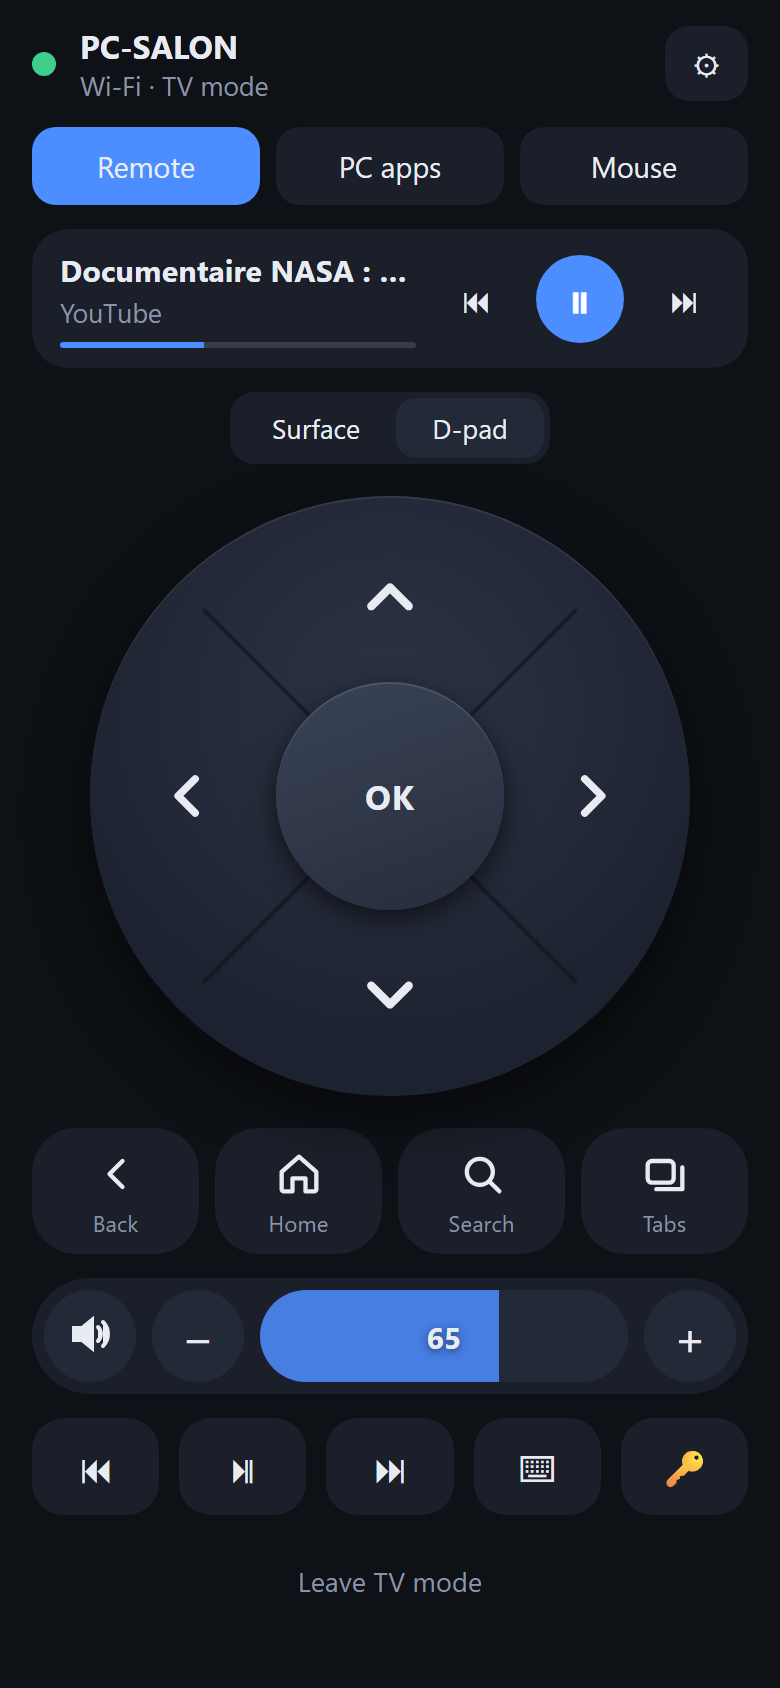 PC-SALON
Wi-Fi · TV mode
Remote
PC apps
Mouse
Documentaire NASA : ...
YouTube
Surface
D-pad
OK
Back
Home
Search
Tabs
65
Leave TV mode